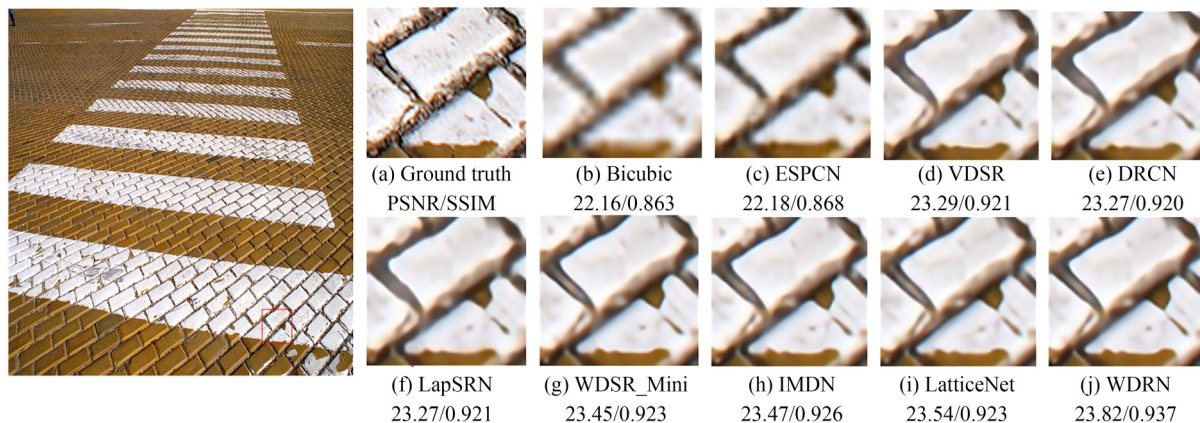 (a) Ground truth (b) Bicubic (c) ESPCN (d) VDSR (e) DRCN
PSNR/SSIM 22.16/0.863 22.18/0.868 23.29/0.921 23.27/0.920
(f) LapSRN (g) WDSR_Mini (h) IMDN (i) LatticeNet (j) WDRN
23.27/0.921 23.45/0.923 23.47/0.926 23.54/0.923 23.82/0.937